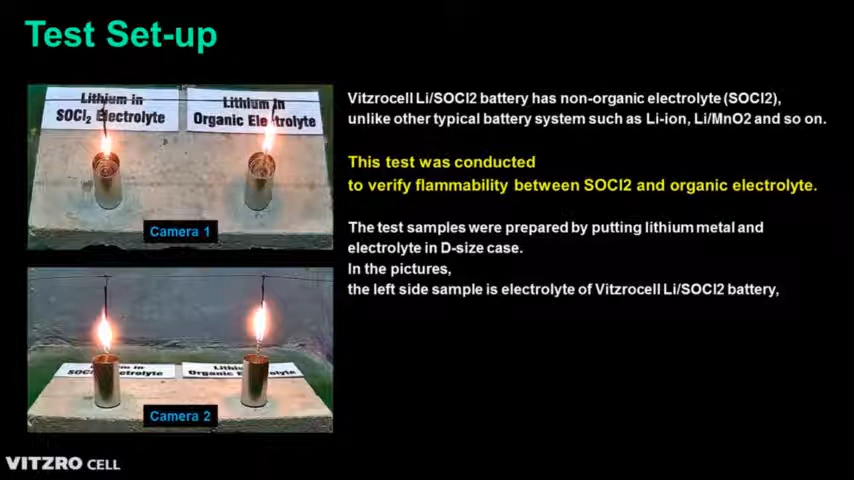 Test Set-up
Lithium in
SOCl₂ Electrolyte
Lithium in
Organic Electrolyte
Camera 1
Vitzrocell Li/SOCl2 battery has non-organic electrolyte (SOCl2),
unlike other typical battery system such as Li-ion, Li/MnO2 and so on.
This test was conducted
to verify flammability between SOCl2 and organic electrolyte.
The test samples were prepared by putting lithium metal and
electrolyte in D-size case.
In the pictures,
the left side sample is electrolyte of Vitzrocell Li/SOCl2 battery,
Camera 2
VITZRO CELL